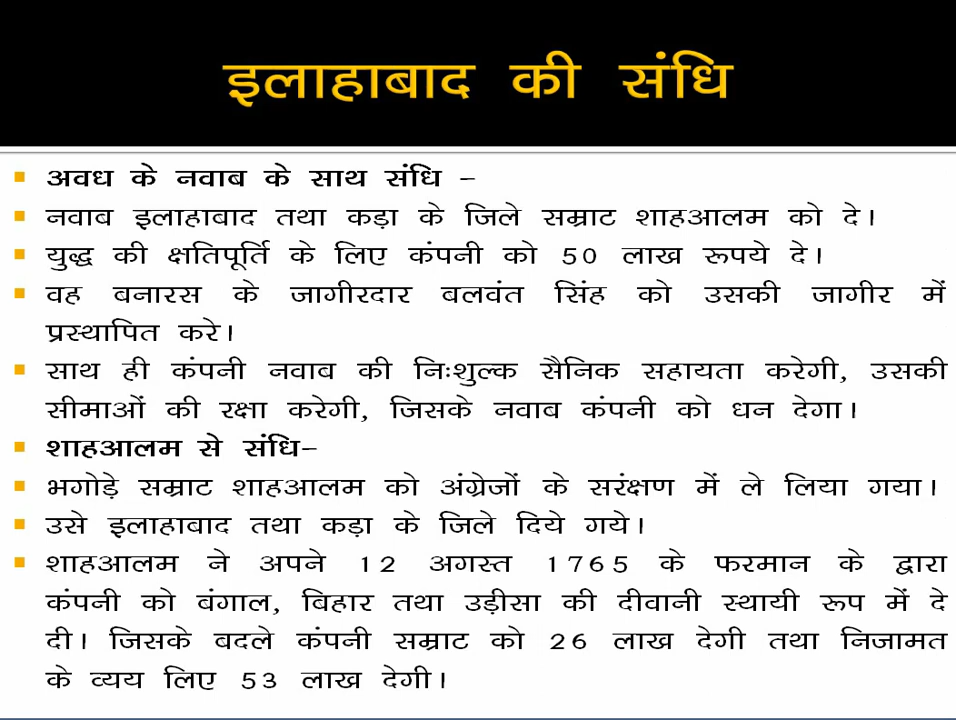 इलाहाबाद की संधि
अवध के नवाब के साथ संधि –
नवाब इलाहाबाद तथा कड़ा के जिले सम्राट शाहआलम को दे।
युद्ध की क्षतिपूर्ति के लिए कंपनी को 50 लाख रूपये दे।
वह बनारस के जागीरदार बलवंत सिंह को उसकी जागीर में
प्रस्थापित करे।
साथ ही कंपनी नवाब की निःशुल्क सैनिक सहायता करेगी, उसकी
सीमाओं की रक्षा करेगी, जिसके नवाब कंपनी को धन देगा।
शाहआलम से संधि–
भगोड़े सम्राट शाहआलम को अंग्रेजों के सरंक्षण में ले लिया गया।
उसे इलाहाबाद तथा कड़ा के जिले दिये गये।
शाहआलम ने अपने 12 अगस्त 1765 के फरमान के द्वारा
कंपनी को बंगाल, बिहार तथा उड़ीसा की दीवानी स्थायी रूप में दे
दी। जिसके बदले कंपनी सम्राट को 26 लाख देगी तथा निजामत
के व्यय लिए 53 लाख देगी।